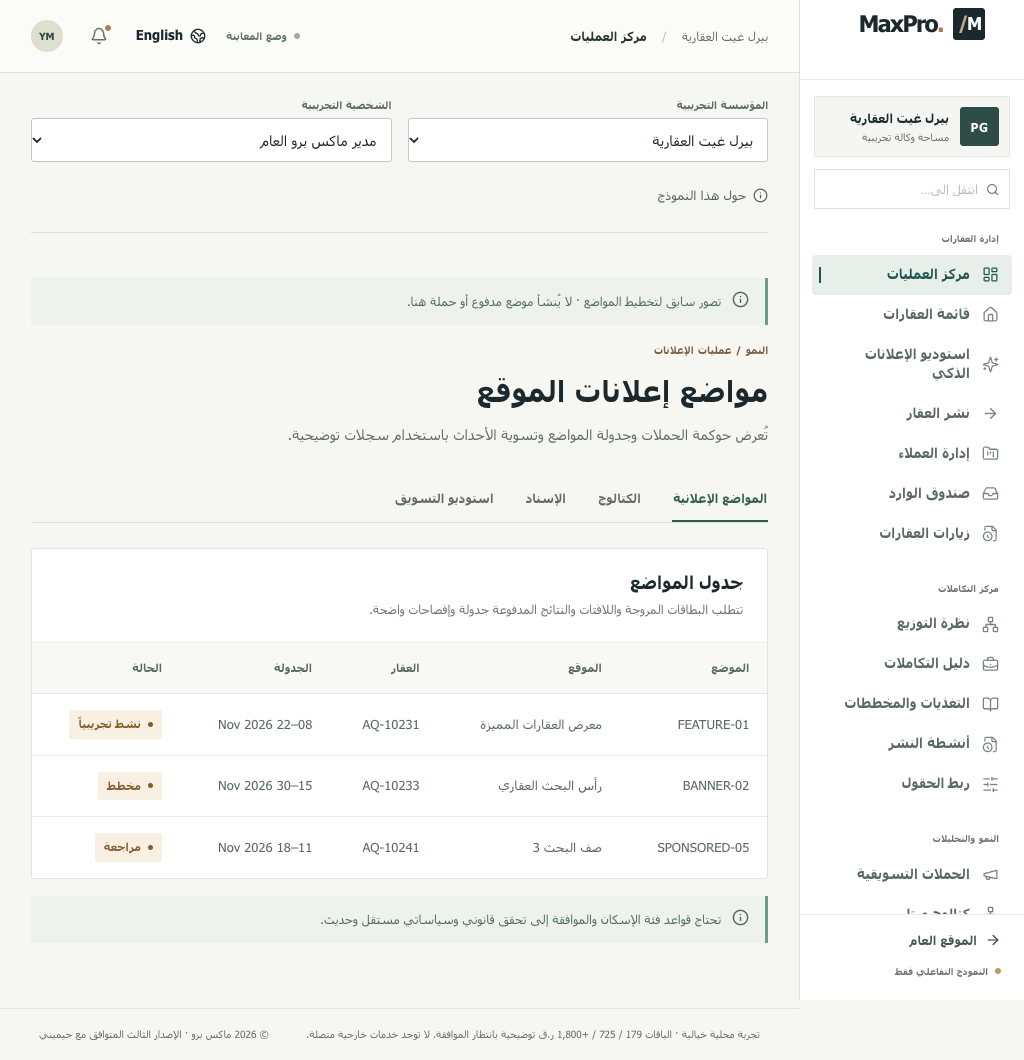 MaxPro.
/M
بيرل غيت العقارية
مساحة وكالة تجريبية
PG
انتقل إلى...
إدارة العقارات
مركز العمليات
قائمة العقارات
استوديو الإعلانات
الذكي
نشر العقار
إدارة العملاء
صندوق الوارد
زيارات العقارات
مركز التكاملات
نظرة التوزيع
دليل التكاملات
التغذيات والمخططات
أنشطة النشر
ربط الحقول
النمو والتحليلات
الحملات التسويقية
الموقع العام
النموذج التفاعلي فقط
بيرل غيت العقارية / مركز العمليات
وضع المعاينة
English
YM
المؤسسة التجريبية
بيرل غيت العقارية
الشخصية التجريبية
مدير ماكس برو العام
حول هذا النموذج
تصور سابق لتخطيط المواضع · لا يُنشأ موضع مدفوع أو حملة هنا.
النمو / عمليات الإعلانات
مواضع إعلانات الموقع
تُعرض حوكمة الحملات وجدولة المواضع وتسوية الأحداث باستخدام سجلات توضيحية.
المواضع الإعلانية الكتالوج الإسناد استوديو التسويق
جدول المواضع
تتطلب البطاقات المروجة واللافتات والنتائج المدفوعة جدولة وإفصاحات واضحة.
الموضع الموقع العقار الجدولة الحالة
FEATURE-01 معرض العقارات المميزة AQ-10231 08–22 Nov 2026 نشط تجريبياً
BANNER-02 رأس البحث العقاري AQ-10233 15–30 Nov 2026 مخطط
SPONSORED-05 صف البحث 3 AQ-10241 11–18 Nov 2026 مراجعة
تحتاج قواعد فئة الإسكان والموافقة إلى تحقق قانوني وسياساتي مستقل وحديث.
تجربة محلية خيالية · الباقات 179 / 725 / +1,800 ر.ق توضيحية بانتظار الموافقة. لا توجد خدمات خارجية متصلة.
© 2026 ماكس برو · الإصدار الثالث المتوافق مع جيميني